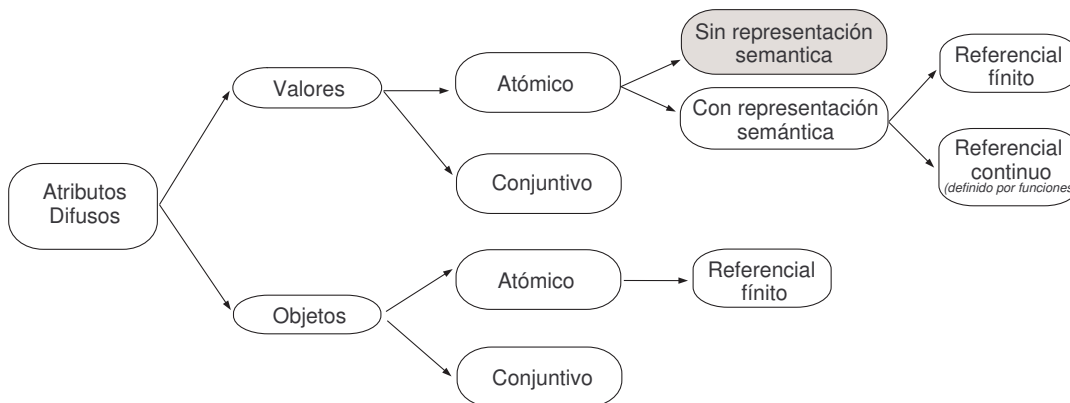 Sin representación
semantica
Referencial
fínito
Valores
Atómico
Con representación
semántica
Referencial
continuo
(definido por funciones
Conjuntivo
Atributos
Difusos
Atómico
Referencial
fínito
Objetos
Conjuntivo